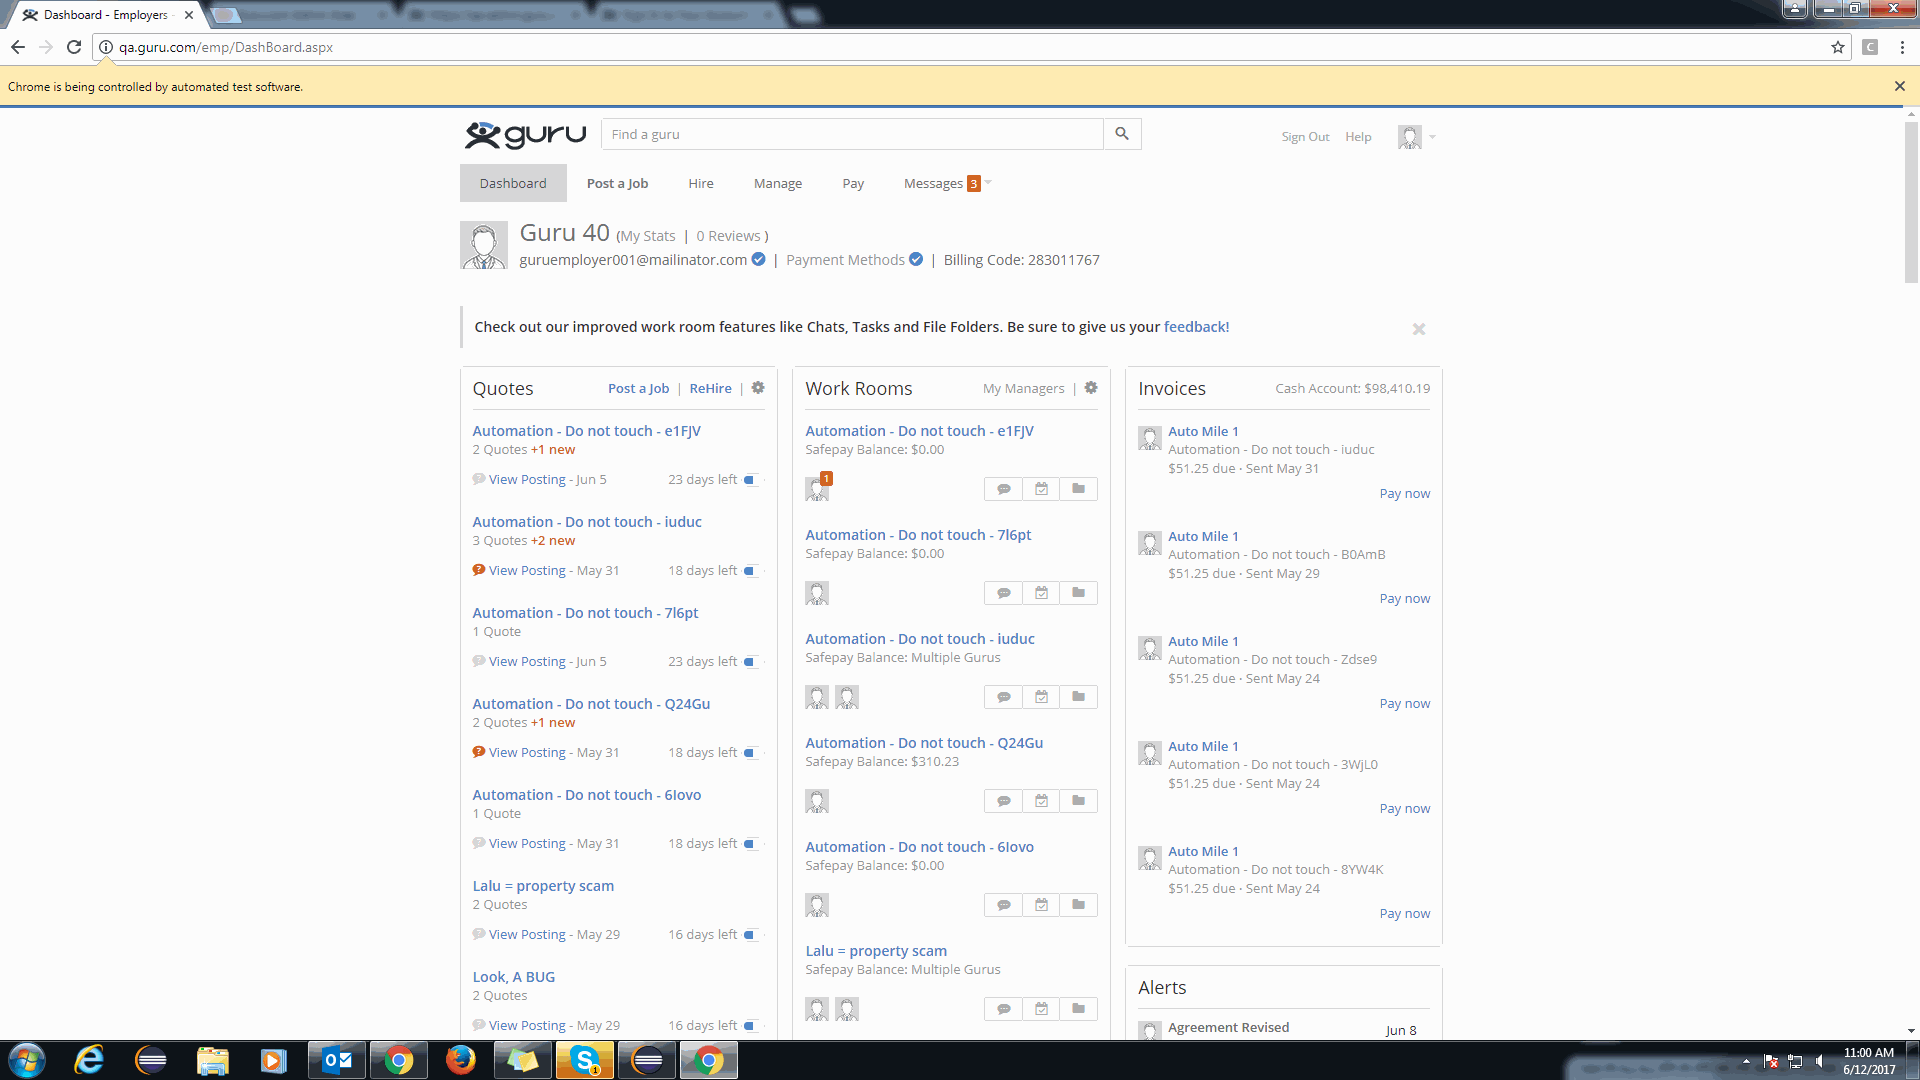 Dashboard - Employers -
qa.guru.com/emp/DashBoard.aspx
C
Chrome is being controlled by automated test software.
guru
Find a guru
Sign Out
Help
Dashboard
Post a Job
Hire
Manage
Pay
Messages 3
Guru 40 (My Stats | 0 Reviews )
guruemployer001@mailinator.com | Payment Methods | Billing Code: 283011767
Check out our improved work room features like Chats, Tasks and File Folders. Be sure to give us your feedback!
Quotes
Post a Job | ReHire |
Automation - Do not touch - e1FJV
2 Quotes +1 new
View Posting - Jun 5
23 days left
Automation - Do not touch - iuduc
3 Quotes +2 new
View Posting - May 31
18 days left
Automation - Do not touch - 7l6pt
1 Quote
View Posting - Jun 5
23 days left
Automation - Do not touch - Q24Gu
2 Quotes +1 new
View Posting - May 31
18 days left
Automation - Do not touch - 6Iovo
1 Quote
View Posting - May 31
18 days left
Lalu = property scam
2 Quotes
View Posting - May 29
16 days left
Look, A BUG
2 Quotes
View Posting - May 29
16 days left
Work Rooms
My Managers |
Automation - Do not touch - e1FJV
Safepay Balance: $0.00
1
Automation - Do not touch - 7l6pt
Safepay Balance: $0.00
Automation - Do not touch - iuduc
Safepay Balance: Multiple Gurus
Automation - Do not touch - Q24Gu
Safepay Balance: $310.23
Automation - Do not touch - 6Iovo
Safepay Balance: $0.00
Lalu = property scam
Safepay Balance: Multiple Gurus
Invoices
Cash Account: $98,410.19
Auto Mile 1
Automation - Do not touch - iuduc
$51.25 due · Sent May 31
Pay now
Auto Mile 1
Automation - Do not touch - B0AmB
$51.25 due · Sent May 29
Pay now
Auto Mile 1
Automation - Do not touch - Zdse9
$51.25 due · Sent May 24
Pay now
Auto Mile 1
Automation - Do not touch - 3WjL0
$51.25 due · Sent May 24
Pay now
Auto Mile 1
Automation - Do not touch - 8YW4K
$51.25 due · Sent May 24
Pay now
Alerts
Agreement Revised
Jun 8
11:00 AM
6/12/2017